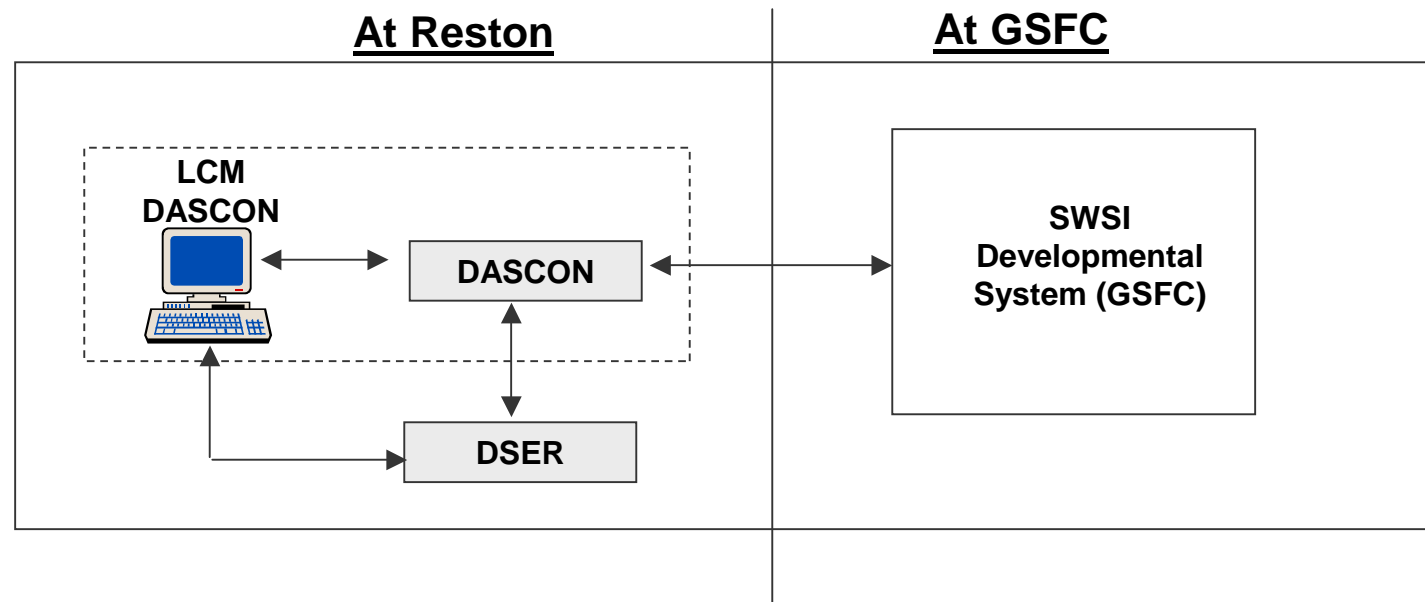 At Reston
At GSFC
LCM
DASCON
DASCON
DSER
SWSI
Developmental
System (GSFC)